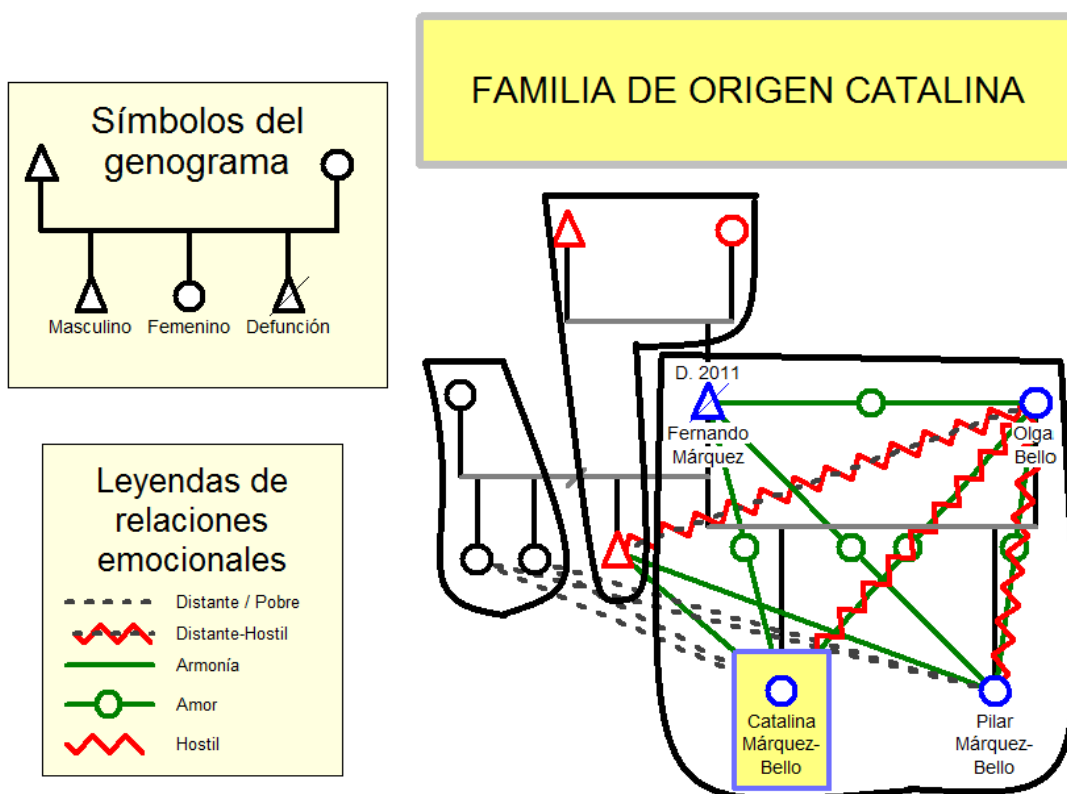 FAMILIA DE ORIGEN CATALINA
Símbolos del
genograma
Masculino
Femenino
Defunción
D. 2011
Fernando
Márquez
Olga
Bello
Leyendas de
relaciones
emocionales
Distante / Pobre
Distante-Hostil
Armonía
Amor
Hostil
Catalina
Márquez-
Bello
Pilar
Márquez-
Bello